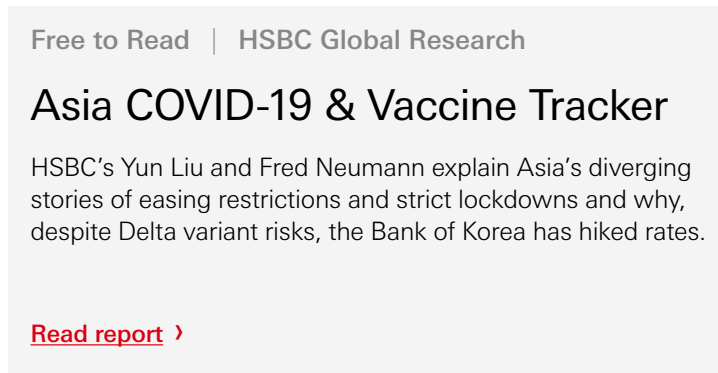 Free to Read | HSBC Global Research
Asia COVID-19 & Vaccine Tracker
HSBC’s Yun Liu and Fred Neumann explain Asia’s diverging
stories of easing restrictions and strict lockdowns and why,
despite Delta variant risks, the Bank of Korea has hiked rates.
Read report ›